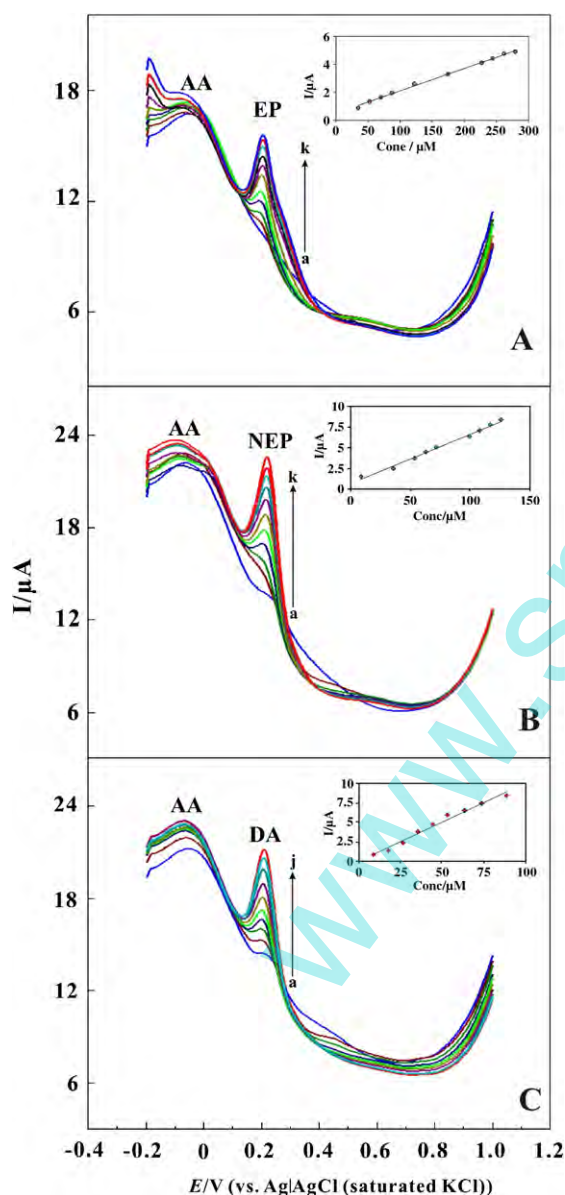 6
4
2
0
I/µA
0 50 100 150 200 250 300
Conc / µM
18
12
6
AA
EP
k
a
A
10
7.5
5
2.5
0
I/µA
0 50 100 150
Conc/µM
24
18
12
6
AA
NEP
k
a
B
I/µA
10
7.5
5
2.5
0
I/µA
0 25 50 75 100
Conc/µM
24
18
12
6
AA
DA
j
a
C
-0.4 -0.2 0 0.2 0.4 0.6 0.8 1.0 1.2
E/V (vs. Ag|AgCl (saturated KCl))
www.s